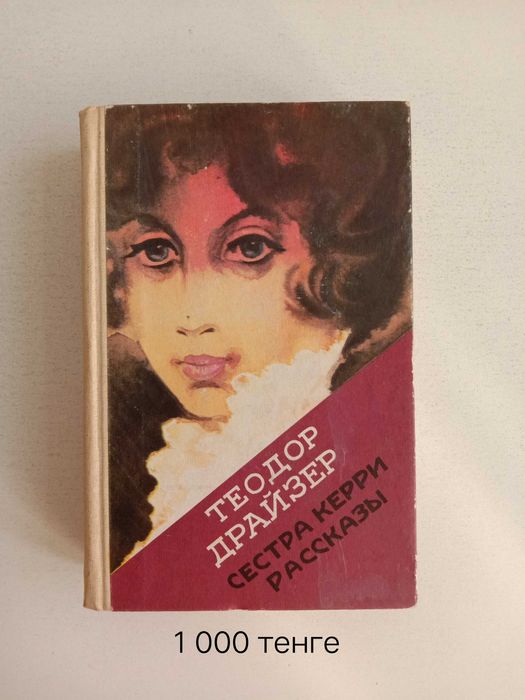 ТЕОДОР
ДРАЙЗЕР
СЕСТРА КЕРРИ
РАССКАЗЫ
1 000 тенге